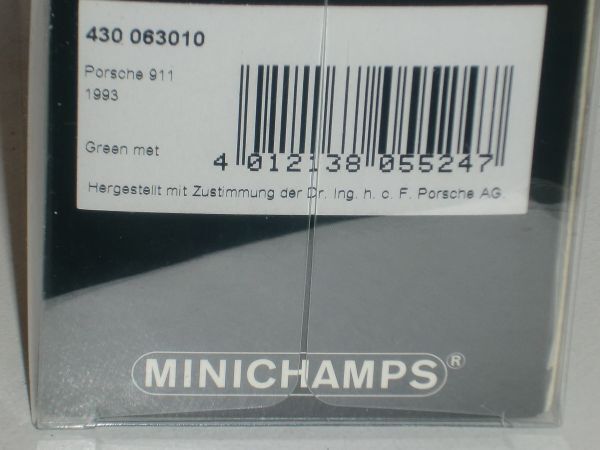 430 063010
Porsche 911
1993
Green met
4 012138 055247
Hergestellt mit Zustimmung der Dr. Ing. h. c. F. Porsche AG.
MINICHAMPS®